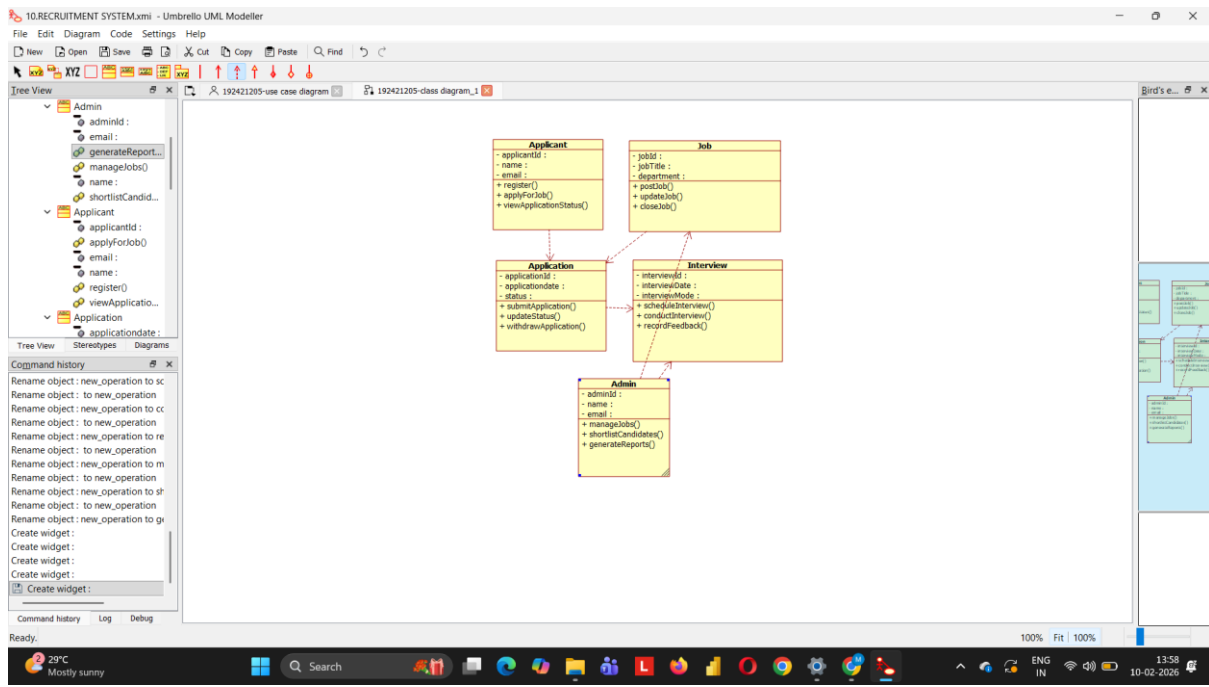 10.RECRUITMENT SYSTEM.xmi - Umbrello UML Modeller
File Edit Diagram Code Settings Help
New Open Save Cut Copy Paste Find
XYZ
Tree View
192421205-use case diagram 192421205-class diagram_1
Bird's e...
Admin
adminId :
email :
generateReport...
manageJobs()
name :
shortlistCandid...
Applicant
applicantId :
applyForJob()
email :
name :
register()
viewApplicatio...
Application
applicationdate :
Tree View Stereotypes Diagrams
Command history
Rename object : new_operation to sc
Rename object : to new_operation
Rename object : new_operation to cc
Rename object : to new_operation
Rename object : new_operation to re
Rename object : to new_operation
Rename object : new_operation to m
Rename object : to new_operation
Rename object : new_operation to sh
Rename object : to new_operation
Rename object : new_operation to ge
Create widget :
Create widget :
Create widget :
Create widget :
Create widget :
Command history Log Debug
Applicant
- applicantId :
- name :
- email :
+ register()
+ applyForJob()
+ viewApplicationStatus()
Job
- jobId :
- jobTitle :
- department :
+ postJob()
+ updateJob()
+ closeJob()
Application
- applicationId :
- applicationdate :
- status :
+ submitApplication()
+ updateStatus()
+ withdrawApplication()
Interview
- interviewId :
- interviewDate :
- interviewMode :
+ scheduleInterview()
+ conductInterview()
+ recordFeedback()
Admin
- adminId :
- name :
- email :
+ manageJobs()
+ shortlistCandidates()
+ generateReports()
Ready.
100% Fit 100%
2
29°C
Mostly sunny
Search
ENG
IN
13:58
10-02-2026